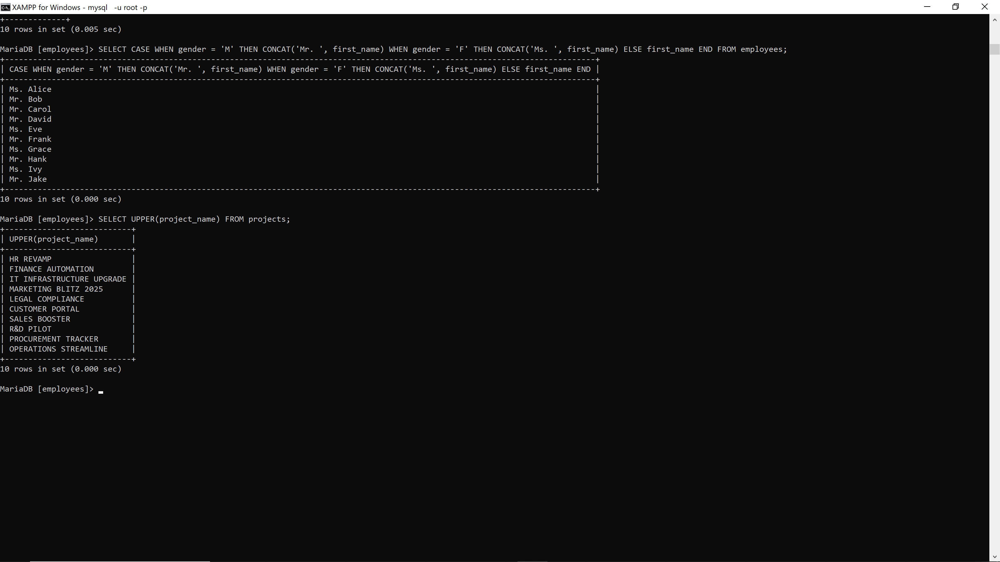 XAMPP for Windows - mysql  -u root -p
+-------------+
10 rows in set (0.005 sec)
MariaDB [employees]> SELECT CASE WHEN gender = 'M' THEN CONCAT('Mr. ', first_name) WHEN gender = 'F' THEN CONCAT('Ms. ', first_name) ELSE first_name END FROM employees;
+------------------------------------------------------------------------------------------------------------------------------+
| CASE WHEN gender = 'M' THEN CONCAT('Mr. ', first_name) WHEN gender = 'F' THEN CONCAT('Ms. ', first_name) ELSE first_name END |
+------------------------------------------------------------------------------------------------------------------------------+
| Ms. Alice |
| Mr. Bob |
| Mr. Carol |
| Mr. David |
| Ms. Eve |
| Mr. Frank |
| Ms. Grace |
| Mr. Hank |
| Ms. Ivy |
| Mr. Jake |
+------------------------------------------------------------------------------------------------------------------------------+
10 rows in set (0.000 sec)
MariaDB [employees]> SELECT UPPER(project_name) FROM projects;
+---------------------------+
| UPPER(project_name)       |
+---------------------------+
| HR REVAMP                 |
| FINANCE AUTOMATION        |
| IT INFRASTRUCTURE UPGRADE |
| MARKETING BLITZ 2025      |
| LEGAL COMPLIANCE          |
| CUSTOMER PORTAL           |
| SALES BOOSTER             |
| R&D PILOT                 |
| PROCUREMENT TRACKER       |
| OPERATIONS STREAMLINE     |
+---------------------------+
10 rows in set (0.000 sec)
MariaDB [employees]>